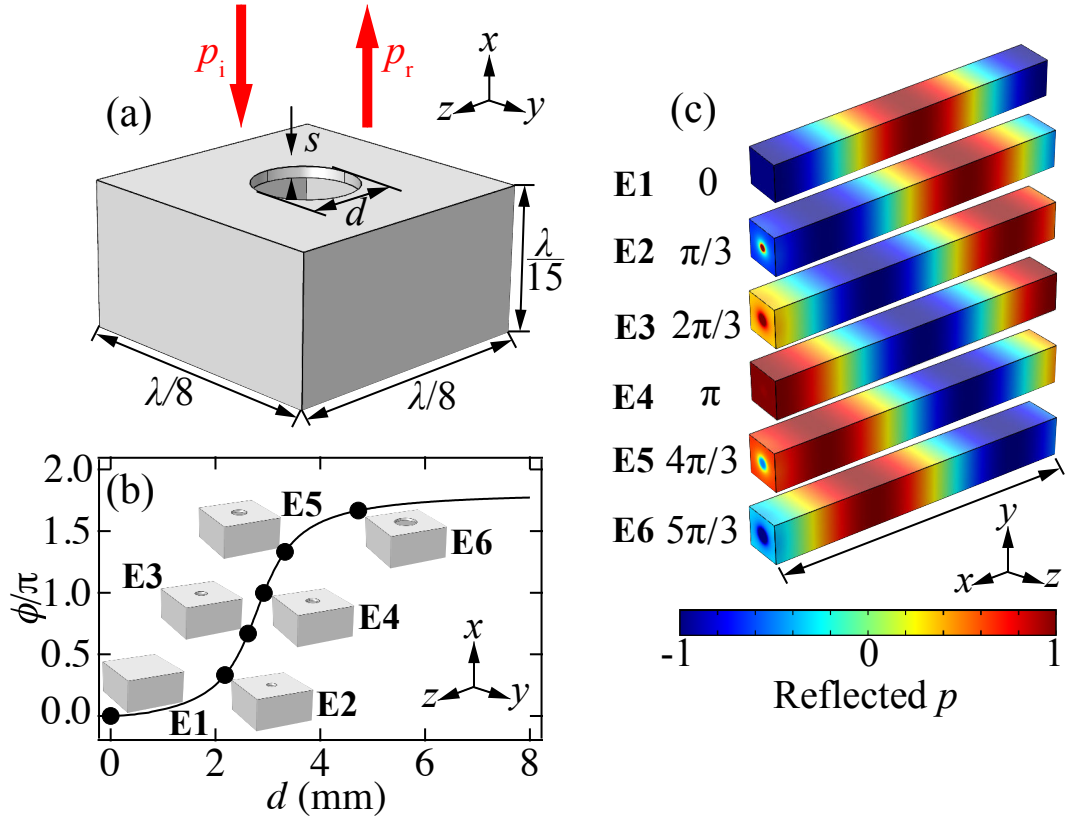 (a)
p_i
p_r
x
z
y
s
d
λ/15
λ/8
λ/8
(b)
ϕ/π
2.0
1.5
1.0
0.5
0.0
E5
E6
E3
E4
E1
E2
x
z
y
0
2
4
6
8
d (mm)
(c)
E1 0
E2 π/3
E3 2π/3
E4 π
E5 4π/3
E6 5π/3
y
x
z
-1
0
1
Reflected p